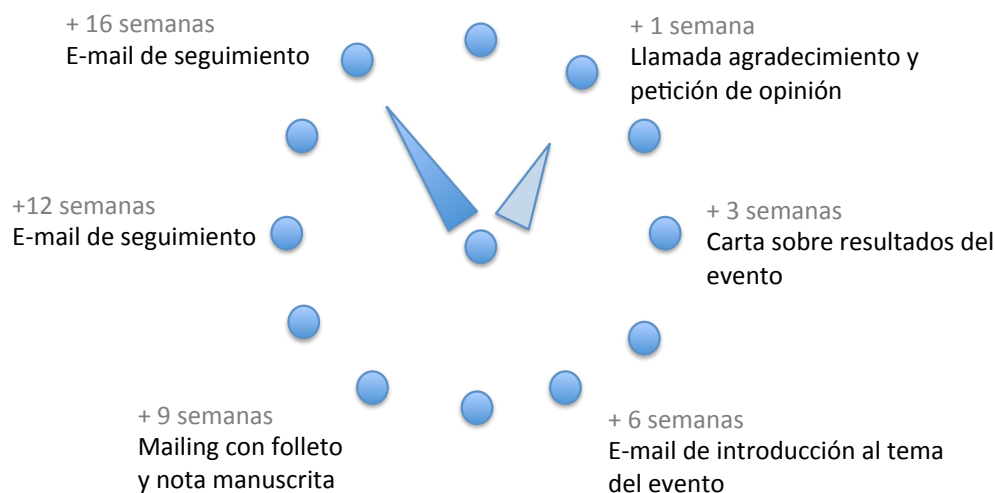 + 16 semanas
E-mail de seguimiento
+ 1 semana
Llamada agradecimiento y
petición de opinión
+12 semanas
E-mail de seguimiento
+ 3 semanas
Carta sobre resultados del
evento
+ 9 semanas
Mailing con folleto
y nota manuscrita
+ 6 semanas
E-mail de introducción al tema
del evento